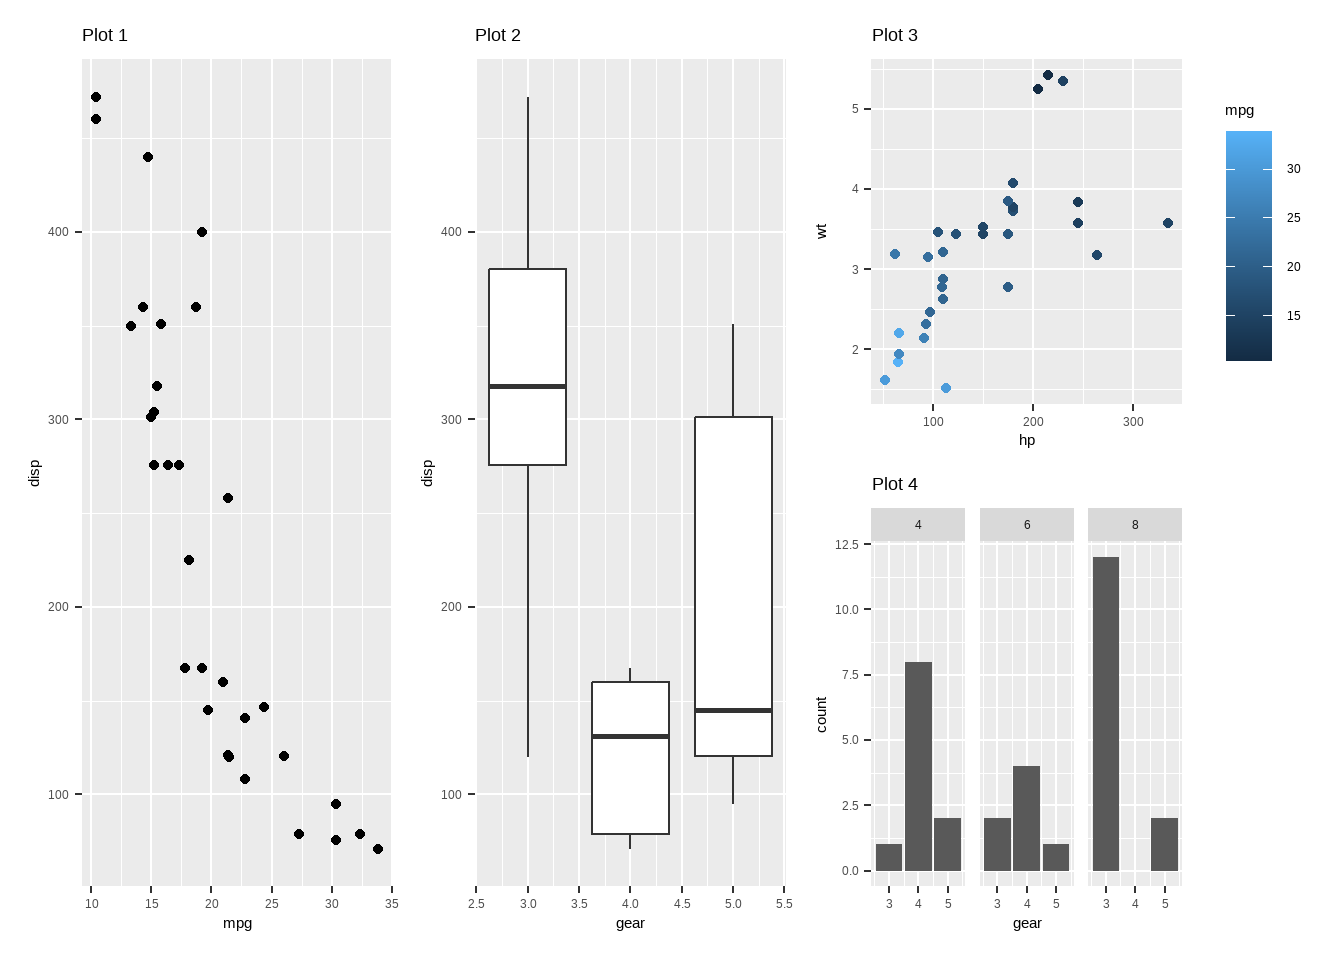 Plot 1
400
300
200
100
disp
10 15 20 25 30 35
mpg
Plot 2
400
300
200
100
disp
2.5 3.0 3.5 4.0 4.5 5.0 5.5
gear
Plot 3
5
4
3
2
wt
100 200 300
hp
mpg
30
25
20
15
Plot 4
4 6 8
12.5
10.0
7.5
5.0
2.5
0.0
count
3 4 5 3 4 5 3 4 5
gear